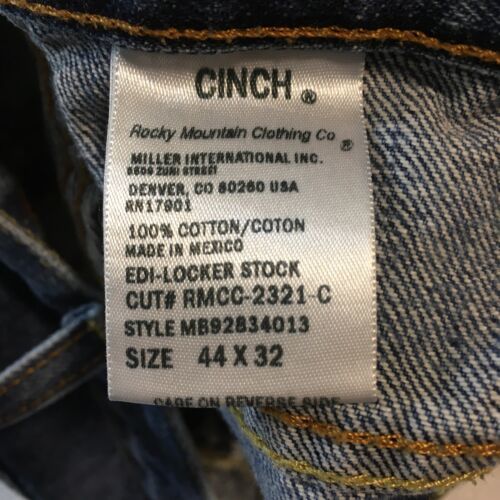 CINCH ®
Rocky Mountain Clothing Co ®
MILLER INTERNATIONAL INC.
8500 ZUNI STREET
DENVER, CO 80260 USA
RN17901
100% COTTON/COTON
MADE IN MEXICO
EDI-LOCKER STOCK
CUT# RMCC-2321-C
STYLE MB92834013
SIZE 44 X 32
CARE ON REVERSE SIDE